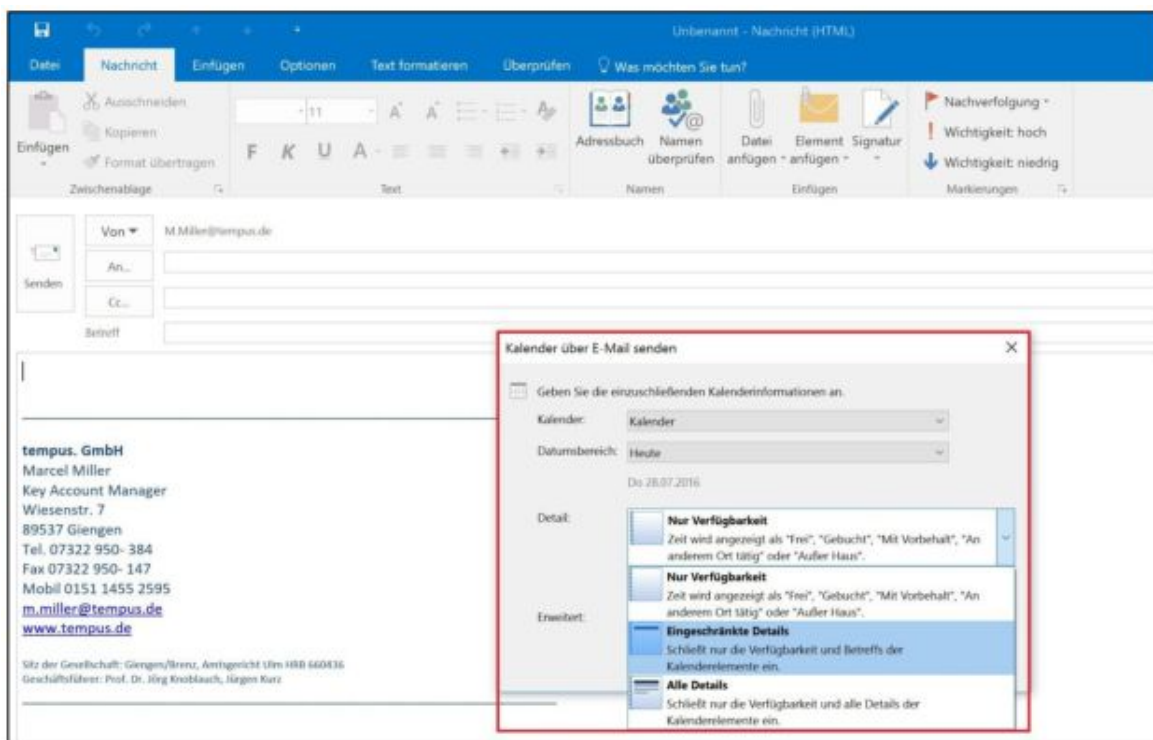 Unbenannt - Nachricht (HTML)
Datei Nachricht Einfügen Optionen Text formatieren Überprüfen Was möchten Sie tun?
Einfügen
Ausschneiden
Kopieren
Format übertragen
Zwischenablage
11
F K U A
Text
Adressbuch Namen überprüfen
Namen
Datei anfügen Element anfügen Signatur
Einfügen
Nachverfolgung
Wichtigkeit: hoch
Wichtigkeit: niedrig
Markierungen
Senden
Von M.Miller@tempus.de
An...
Cc...
Betreff
tempus. GmbH
Marcel Miller
Key Account Manager
Wiesenstr. 7
89537 Giengen
Tel. 07322 950- 384
Fax 07322 950- 147
Mobil 0151 1455 2595
m.miller@tempus.de
www.tempus.de
Sitz der Gesellschaft: Giengen/Brenz, Amtsgericht Ulm HRB 660436
Geschäftsführer: Prof. Dr. Jörg Knoblauch, Jürgen Kurz
Kalender über E-Mail senden
Geben Sie die einzuschließenden Kalenderinformationen an.
Kalender: Kalender
Datumsbereich: Heute
Do 28.07.2016
Detail: Nur Verfügbarkeit
Zeit wird angezeigt als "Frei", "Gebucht", "Mit Vorbehalt", "An
anderem Ort tätig" oder "Außer Haus".
Nur Verfügbarkeit
Zeit wird angezeigt als "Frei", "Gebucht", "Mit Vorbehalt", "An
anderem Ort tätig" oder "Außer Haus".
Erweitert:
Eingeschränkte Details
Schließt nur die Verfügbarkeit und Betreffs der
Kalenderelemente ein.
Alle Details
Schließt nur die Verfügbarkeit und alle Details der
Kalenderelemente ein.